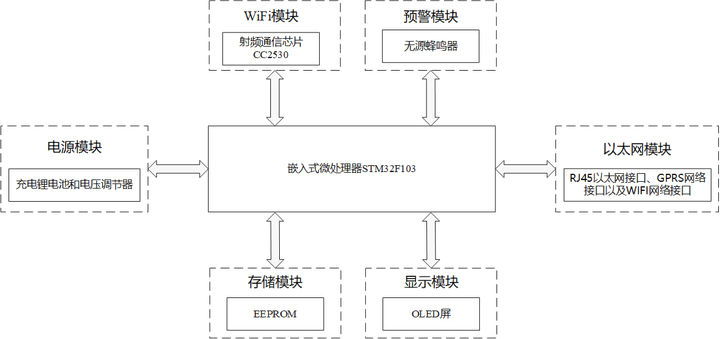 WiFi模块
射频通信芯片
CC2530
预警模块
无源蜂鸣器
电源模块
充电锂电池和电压调节器
嵌入式微处理器STM32F103
以太网模块
RJ45以太网接口、GPRS网络
接口以及WIFI网络接口
存储模块
EEPROM
显示模块
OLED屏